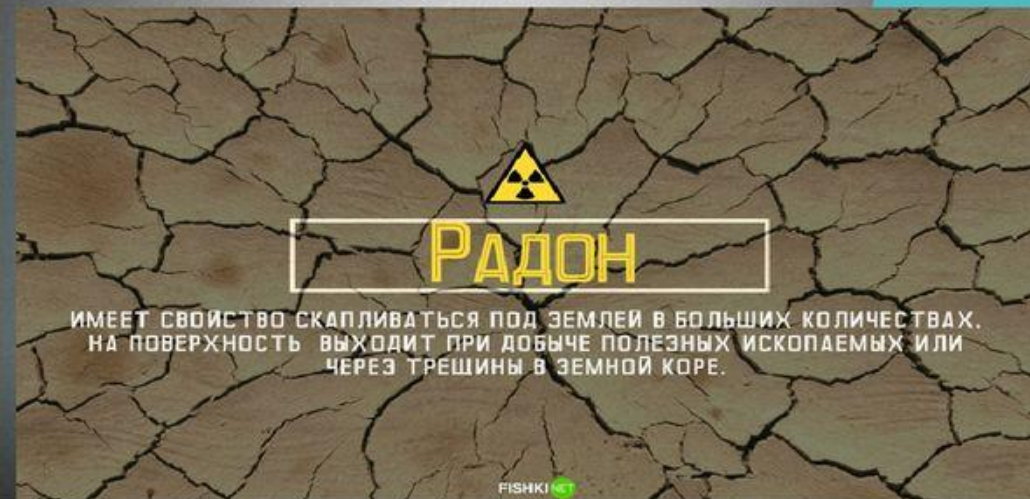 Радон
ИМЕЕТ СВОЙСТВО СКАПЛИВАТЬСЯ ПОД ЗЕМЛЕЙ В БОЛЬШИХ КОЛИЧЕСТВАХ.
НА ПОВЕРХНОСТЬ ВЫХОДИТ ПРИ ДОБЫЧЕ ПОЛЕЗНЫХ ИСКОПАЕМЫХ ИЛИ
ЧЕРЕЗ ТРЕЩИНЫ В ЗЕМНОЙ КОРЕ.
FISHKI NET